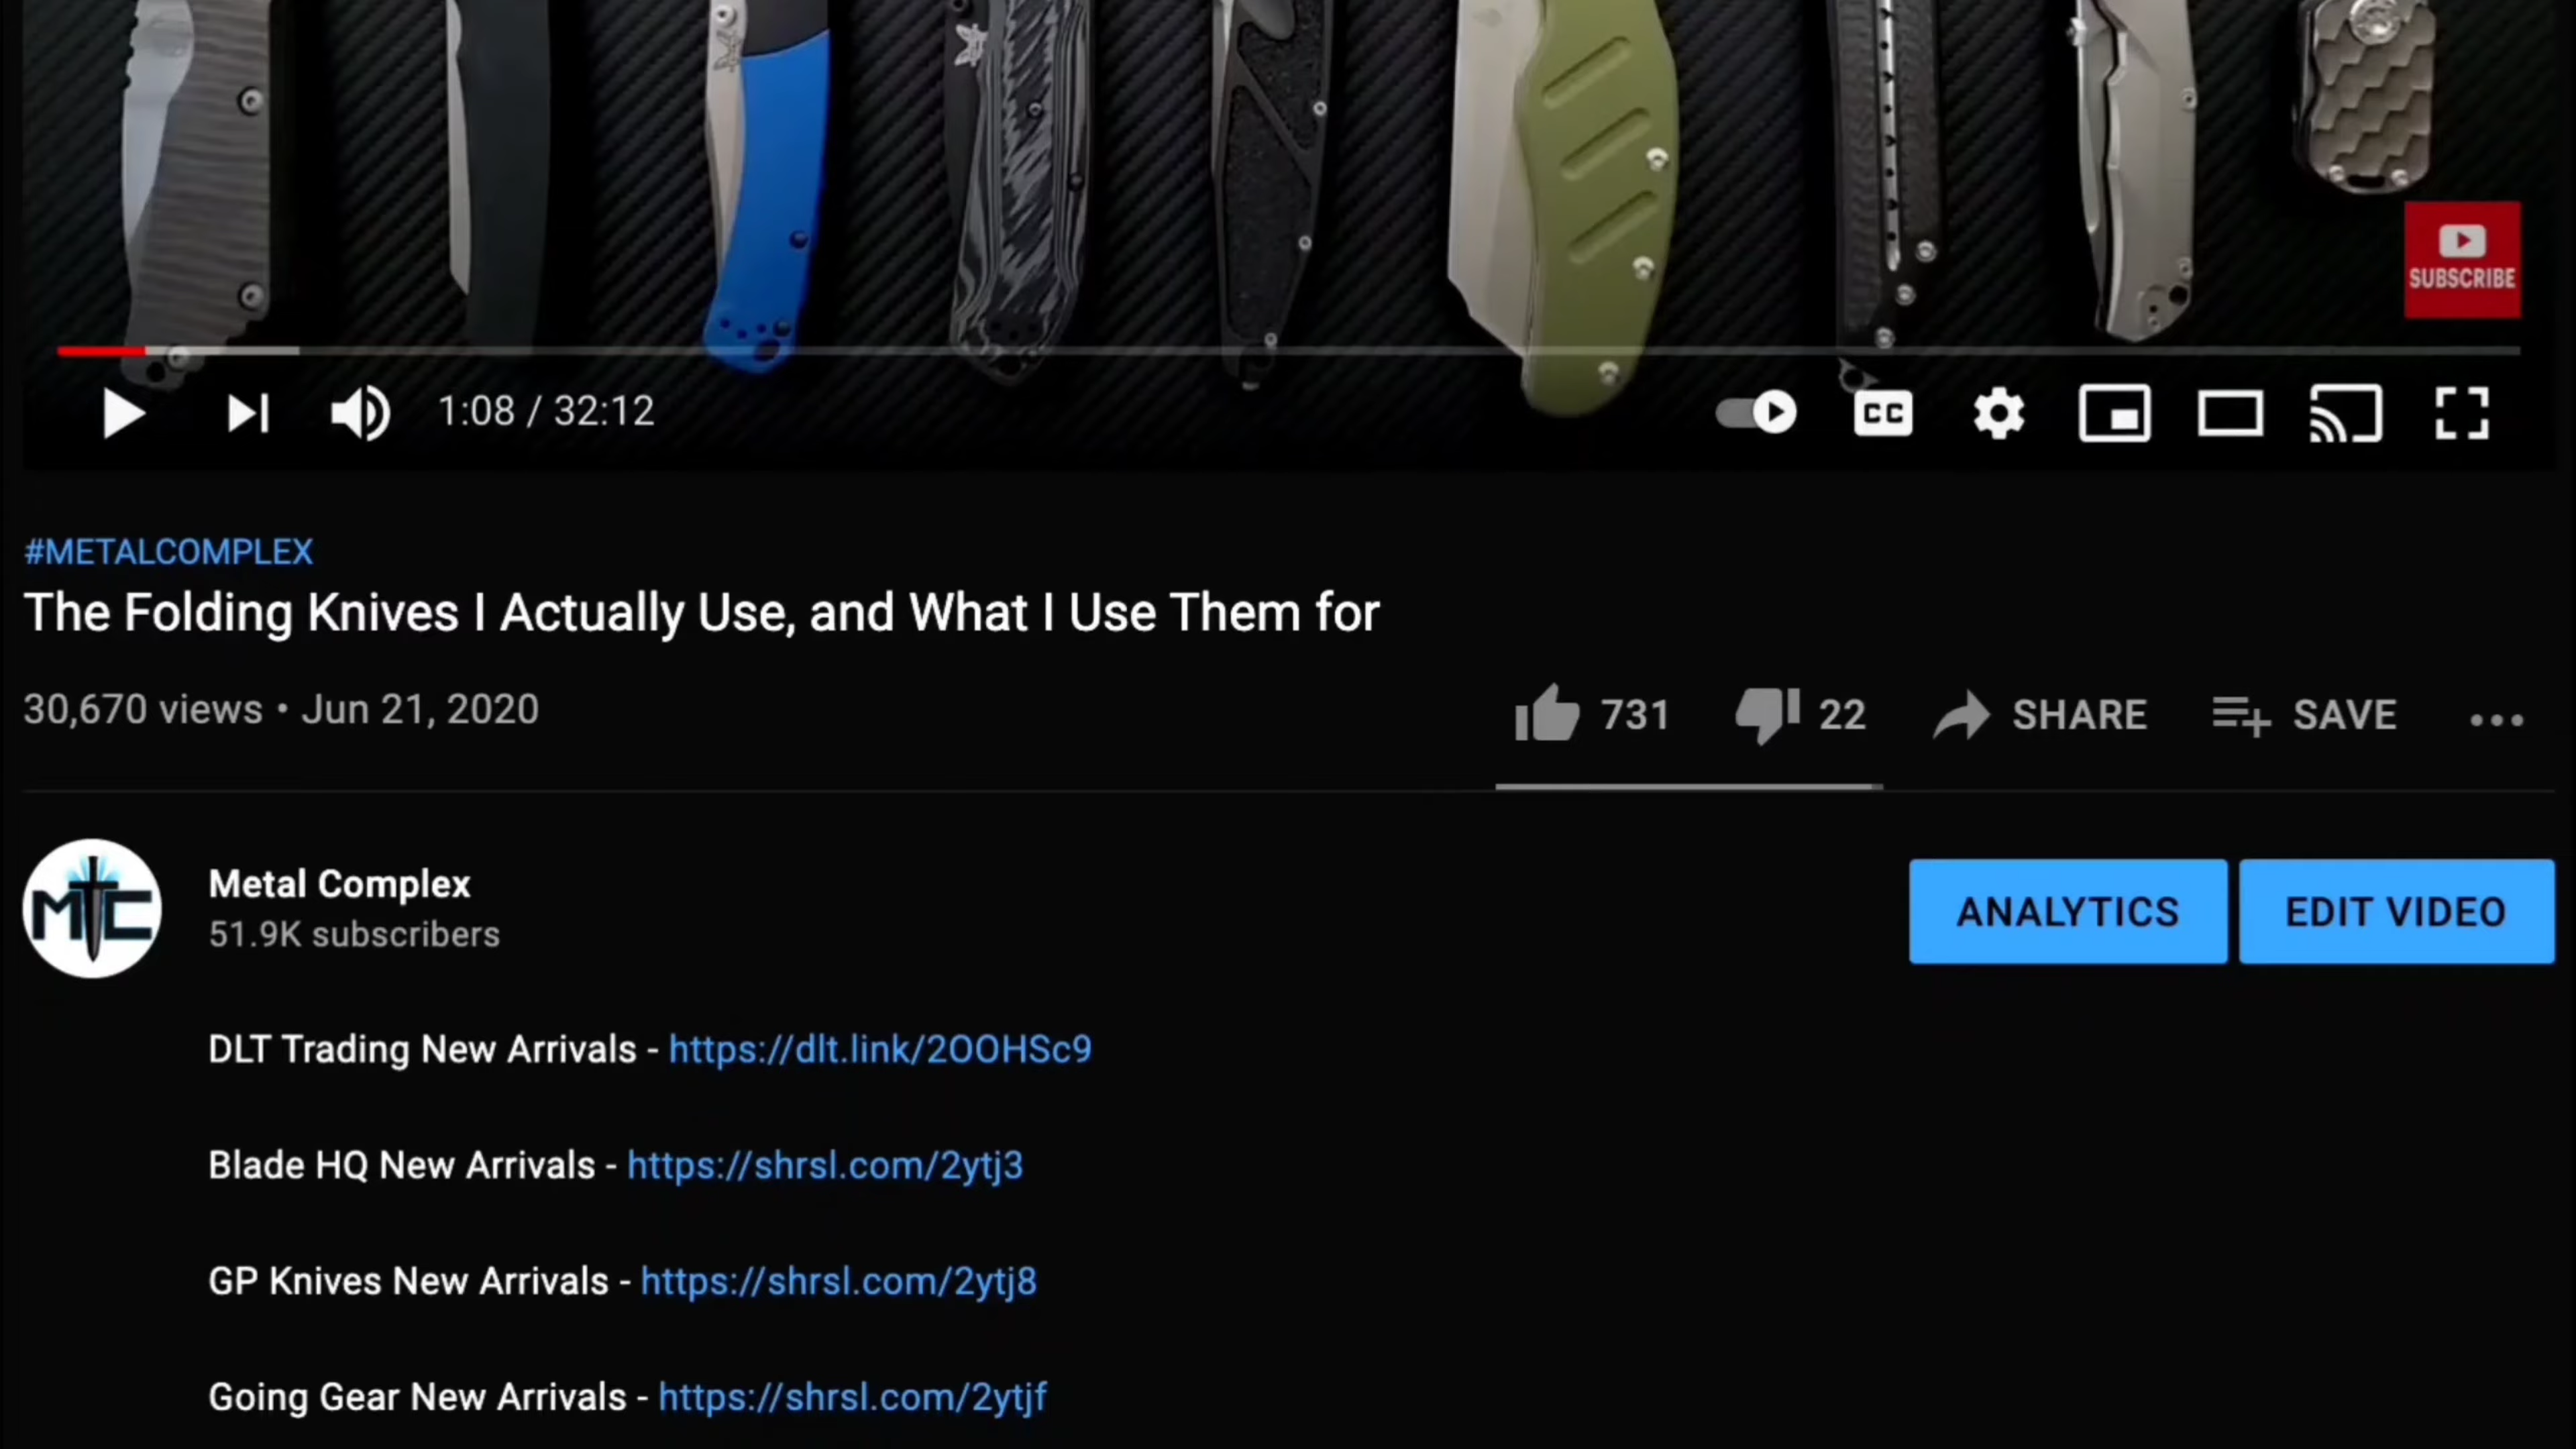 SUBSCRIBE
1:08 / 32:12
CC
#METALCOMPLEX
The Folding Knives I Actually Use, and What I Use Them for
30,670 views • Jun 21, 2020
731
22
SHARE
SAVE
MTC
Metal Complex
51.9K subscribers
ANALYTICS
EDIT VIDEO
DLT Trading New Arrivals - https://dlt.link/2OOHSc9
Blade HQ New Arrivals - https://shrsl.com/2ytj3
GP Knives New Arrivals - https://shrsl.com/2ytj8
Going Gear New Arrivals - https://shrsl.com/2ytjf